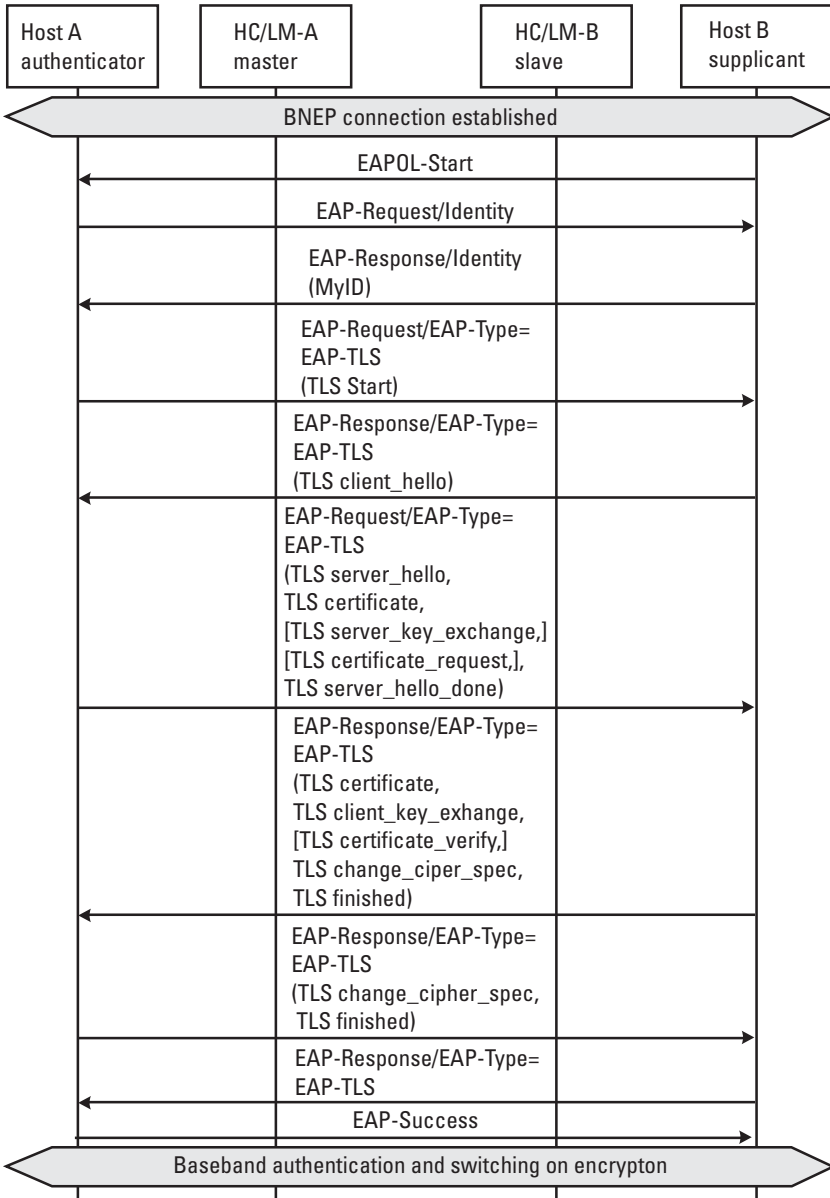 Host A
authenticator
HC/LM-A
master
HC/LM-B
slave
Host B
supplicant
BNEP connection established
EAPOL-Start
EAP-Request/Identity
EAP-Response/Identity
(MyID)
EAP-Request/EAP-Type=
EAP-TLS
(TLS Start)
EAP-Response/EAP-Type=
EAP-TLS
(TLS client_hello)
EAP-Request/EAP-Type=
EAP-TLS
(TLS server_hello,
TLS certificate,
[TLS server_key_exchange,]
[TLS certificate_request,],
TLS server_hello_done)
EAP-Response/EAP-Type=
EAP-TLS
(TLS certificate,
TLS client_key_exhange,
[TLS certificate_verify,]
TLS change_ciper_spec,
TLS finished)
EAP-Response/EAP-Type=
EAP-TLS
(TLS change_cipher_spec,
TLS finished)
EAP-Response/EAP-Type=
EAP-TLS
EAP-Success
Baseband authentication and switching on encrypton